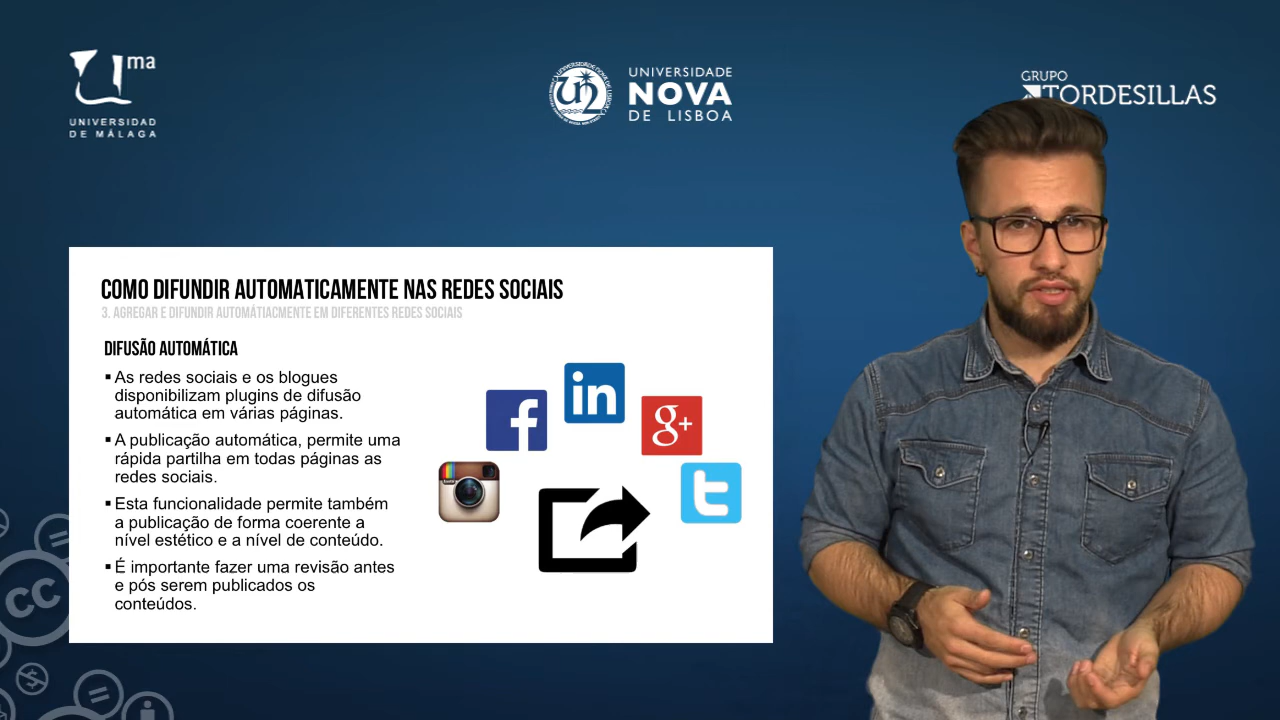 ma
UNIVERSIDAD
DE MÁLAGA
UNIVERSIDADE
NOVA
DE LISBOA
GRUPO
TORDESILLAS
COMO DIFUNDIR AUTOMATICAMENTE NAS REDES SOCIAIS
3. AGREGAR E DIFUNDIR AUTOMÁTIACMENTE EM DIFERENTES REDES SOCIAIS
DIFUSÃO AUTOMÁTICA
▪ As redes sociais e os blogues
disponibilizam plugins de difusão
automática em várias páginas.
▪ A publicação automática, permite uma
rápida partilha em todas páginas as
redes sociais.
▪ Esta funcionalidade permite também
a publicação de forma coerente a
nível estético e a nível de conteúdo.
▪ É importante fazer uma revisão antes
e pós serem publicados os
conteúdos.
f
in
g+
t
cc